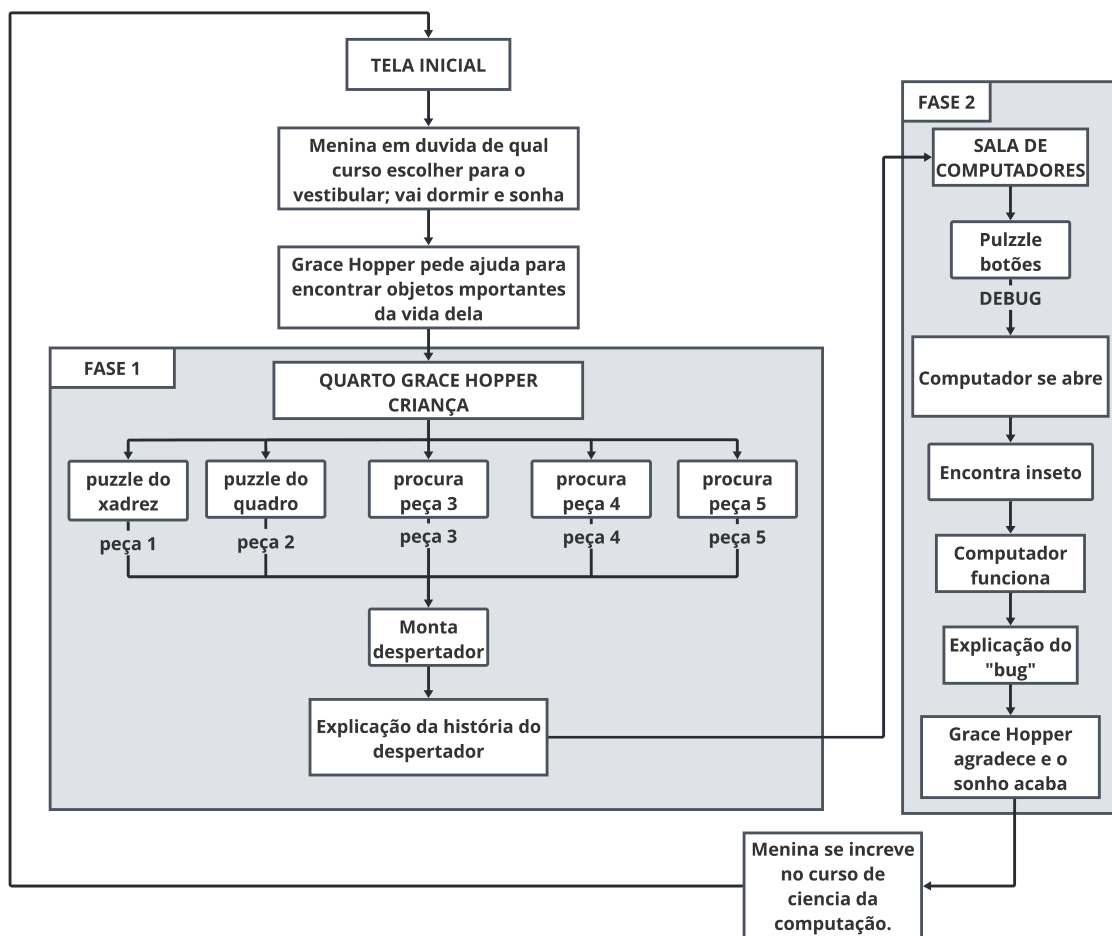 TELA INICIAL
Menina em duvida de qual
curso escolher para o
vestibular; vai dormir e sonha
Grace Hopper pede ajuda para
encontrar objetos mportantes
da vida dela
FASE 1
QUARTO GRACE HOPPER
CRIANÇA
puzzle do
xadrez
puzzle do
quadro
procura
peça 3
procura
peça 4
procura
peça 5
peça 1
peça 2
peça 3
peça 4
peça 5
Monta
despertador
Explicação da história do
despertador
FASE 2
SALA DE
COMPUTADORES
Pulzzle
botões
DEBUG
Computador se abre
Encontra inseto
Computador
funciona
Explicação do
"bug"
Grace Hopper
agradece e o
sonho acaba
Menina se increve
no curso de
ciencia da
computação.